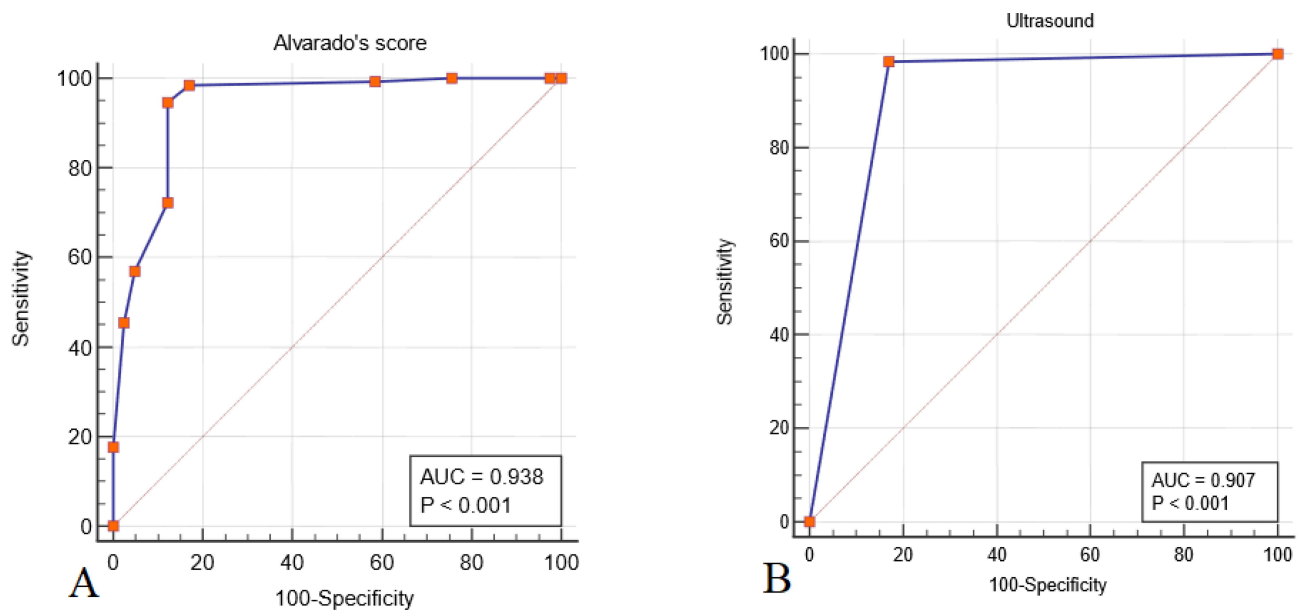 Alvarado's score
100
80
60
40
20
0
Sensitivity
0 20 40 60 80 100
100-Specificity
AUC = 0.938
P < 0.001
A
Ultrasound
100
80
60
40
20
0
Sensitivity
0 20 40 60 80 100
100-Specificity
AUC = 0.907
P < 0.001
B